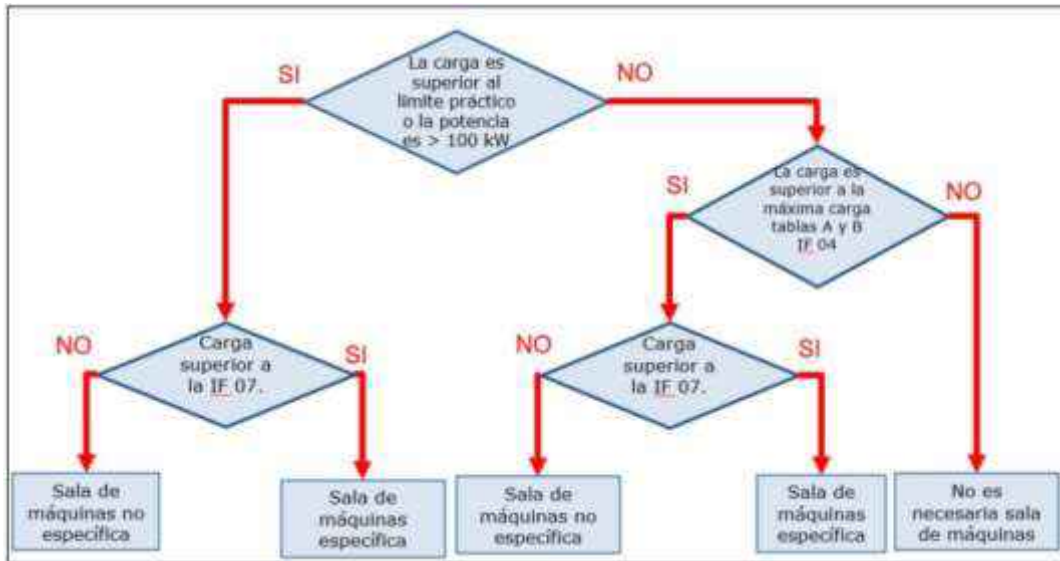 La carga es
superior al
límite práctico
o la potencia
es > 100 kW
SI
NO
La carga es
superior a la
máxima carga
tablas A y B
IF 04
SI
NO
Carga
superior a
la IF 07.
NO
SI
Carga
superior a
la IF 07.
NO
SI
Sala de
máquinas no
específica
Sala de
máquinas
específica
Sala de
máquinas no
específica
Sala de
máquinas
específica
No es
necesaria sala
de máquinas